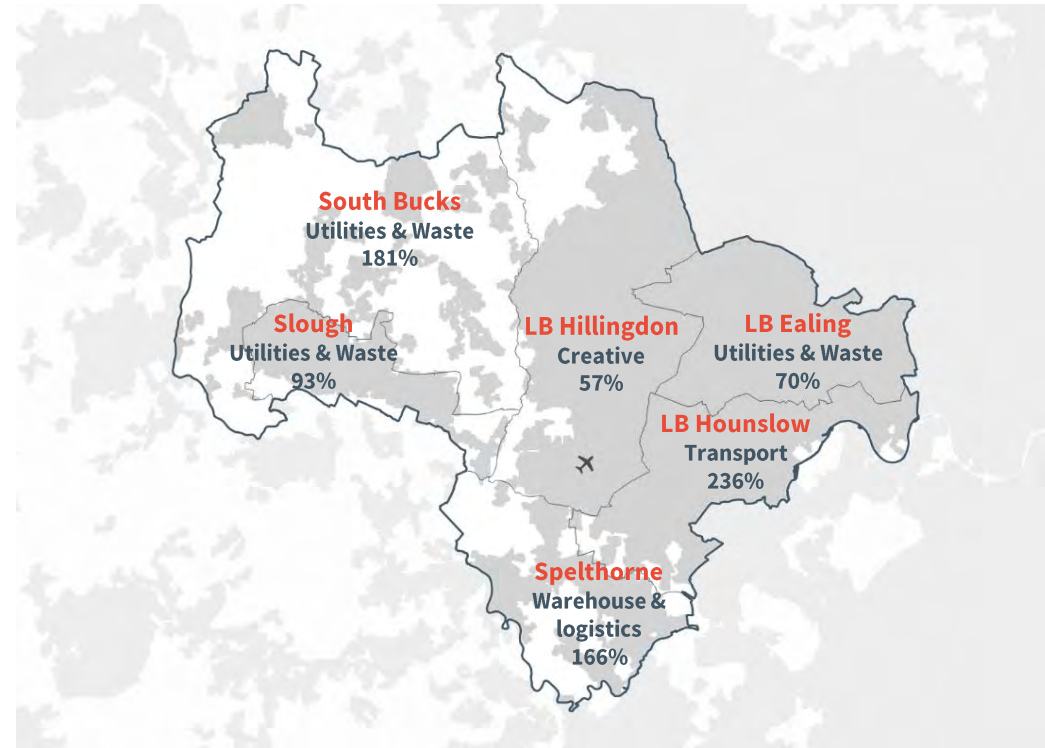 South Bucks
Utilities & Waste
181%
Slough
Utilities & Waste
93%
LB Hillingdon
Creative
57%
LB Ealing
Utilities & Waste
70%
LB Hounslow
Transport
236%
Spelthorne
Warehouse &
logistics
166%